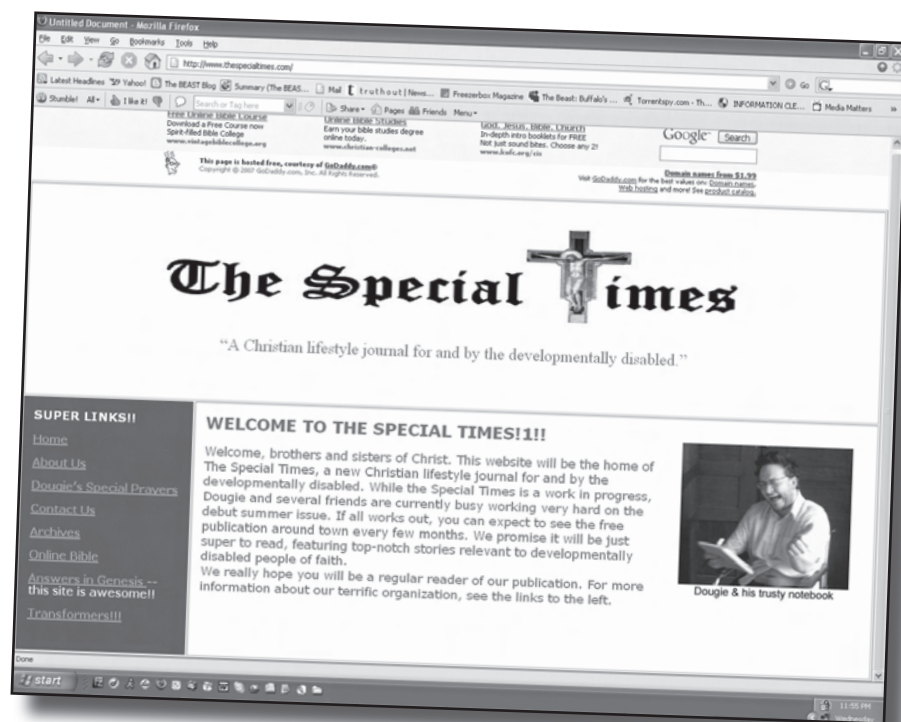 Untitled Document - Mozilla Firefox
File Edit View Go Bookmarks Tools Help
http://www.thespecialtimes.com/
Go
Latest Headlines Yahoo! The BEAST Blog Summary (The BEAS... Mail truthout | News... Freezerbox Magazine The Beast: Buffalo's ... Torrentspy.com - Th... INFORMATION CLE... Media Matters »
Stumble! All I like it! Search or Tag here Share Pages Friends Menu
Free Online Bible Course
Download a Free Course now
Spirit-filled Bible College
www.vintagebiblecollege.org
Online Bible Studies
Earn your bible studies degree
online today.
www.christian-colleges.net
God, Jesus, Bible, Church
In-depth intro booklets for FREE
Not just sound bites. Choose any 2!
Google Search
This page is hosted free, courtesy of GoDaddy.com®
Copyright © 2007 GoDaddy.com, Inc. All Rights Reserved.
Domain names from $1.99
Visit GoDaddy.com for the best values on: Domain names,
Web hosting and more! See product catalog.
The Special Times
“A Christian lifestyle journal for and by the developmentally disabled.”
SUPER LINKS!!
Home
About Us
Dougie's Special Prayers
Contact Us
Archives
Online Bible
Answers in Genesis --
this site is awesome!!
Transformers!!!
WELCOME TO THE SPECIAL TIMES!1!!
Welcome, brothers and sisters of Christ. This website will be the home of
The Special Times, a new Christian lifestyle journal for and by the
developmentally disabled. While the Special Times is a work in progress,
Dougie and several friends are currently busy working very hard on the
debut summer issue. If all works out, you can expect to see the free
publication around town every few months. We promise it will be just
super to read, featuring top-notch stories relevant to developmentally
disabled people of faith.
We really hope you will be a regular reader of our publication. For more
information about our terrific organization, see the links to the left.
Dougie & his trusty notebook
Done
start
11:55 PM
Wednesday